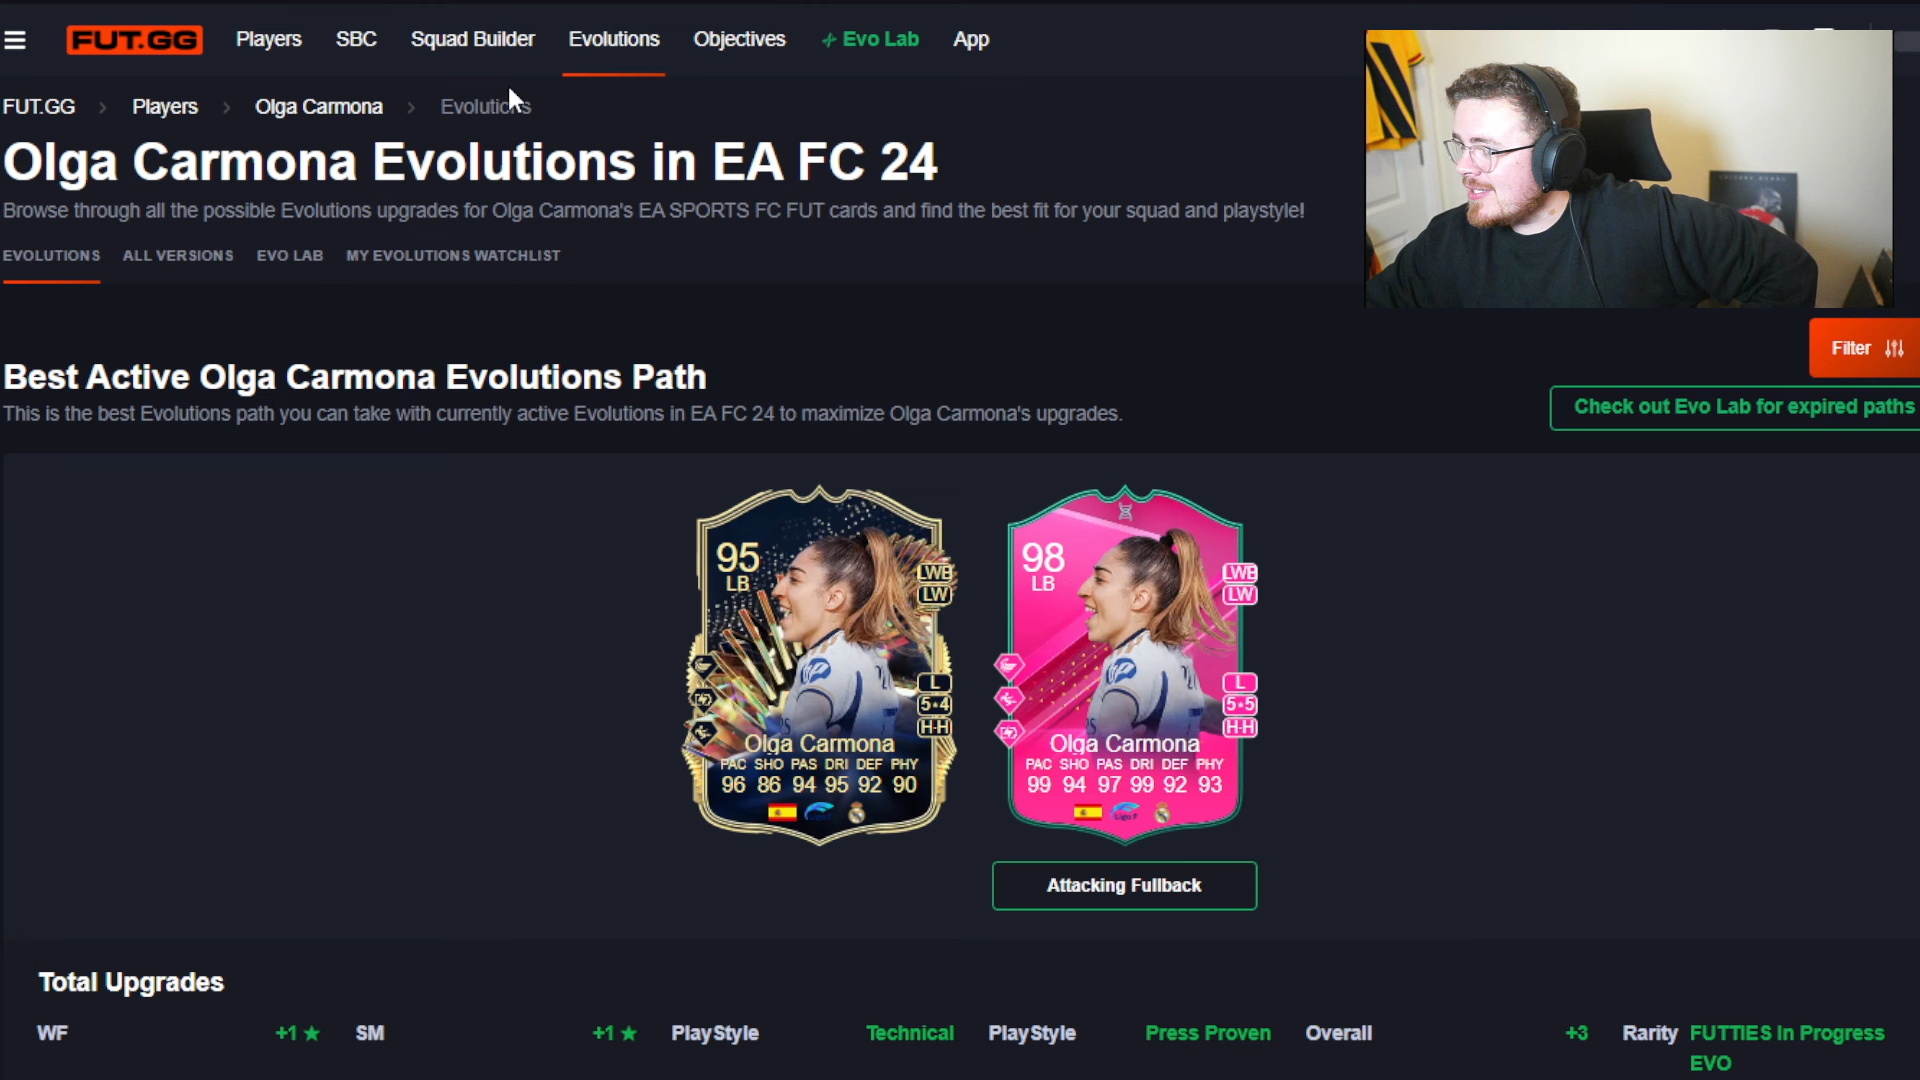 FUT.GG Players SBC Squad Builder Evolutions Objectives Evo Lab App
FUT.GG > Players > Olga Carmona > Evolutions
Olga Carmona Evolutions in EA FC 24
Browse through all the possible Evolutions upgrades for Olga Carmona's EA SPORTS FC FUT cards and find the best fit for your squad and playstyle!
EVOLUTIONS ALL VERSIONS EVO LAB MY EVOLUTIONS WATCHLIST
Filter
Best Active Olga Carmona Evolutions Path
Check out Evo Lab for expired paths
This is the best Evolutions path you can take with currently active Evolutions in EA FC 24 to maximize Olga Carmona's upgrades.
95
LB
LWB
LW
L
5★4
H-H
Olga Carmona
PAC SHO PAS DRI DEF PHY
96 86 94 95 92 90
98
LB
LWB
LW
L
5★5
H-H
Olga Carmona
PAC SHO PAS DRI DEF PHY
99 94 97 99 92 93
Attacking Fullback
Total Upgrades
WF +1 ★ SM +1 ★ PlayStyle Technical PlayStyle Press Proven Overall +3 Rarity FUTTIES In Progress
EVO